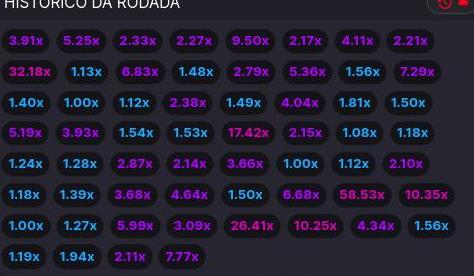 HISTÓRICO DA RODADA
3.91x 5.25x 2.33x 2.27x 9.50x 2.17x 4.11x 2.21x
32.18x 1.13x 6.83x 1.48x 2.79x 5.36x 1.56x 7.29x
1.40x 1.00x 1.12x 2.38x 1.49x 4.04x 1.81x 1.50x
5.19x 3.93x 1.54x 1.53x 17.42x 2.15x 1.08x 1.18x
1.24x 1.28x 2.87x 2.14x 3.66x 1.00x 1.12x 2.10x
1.18x 1.39x 3.68x 4.64x 1.50x 6.68x 58.53x 10.35x
1.00x 1.27x 5.99x 3.09x 26.41x 10.25x 4.34x 1.56x
1.19x 1.94x 2.11x 7.77x